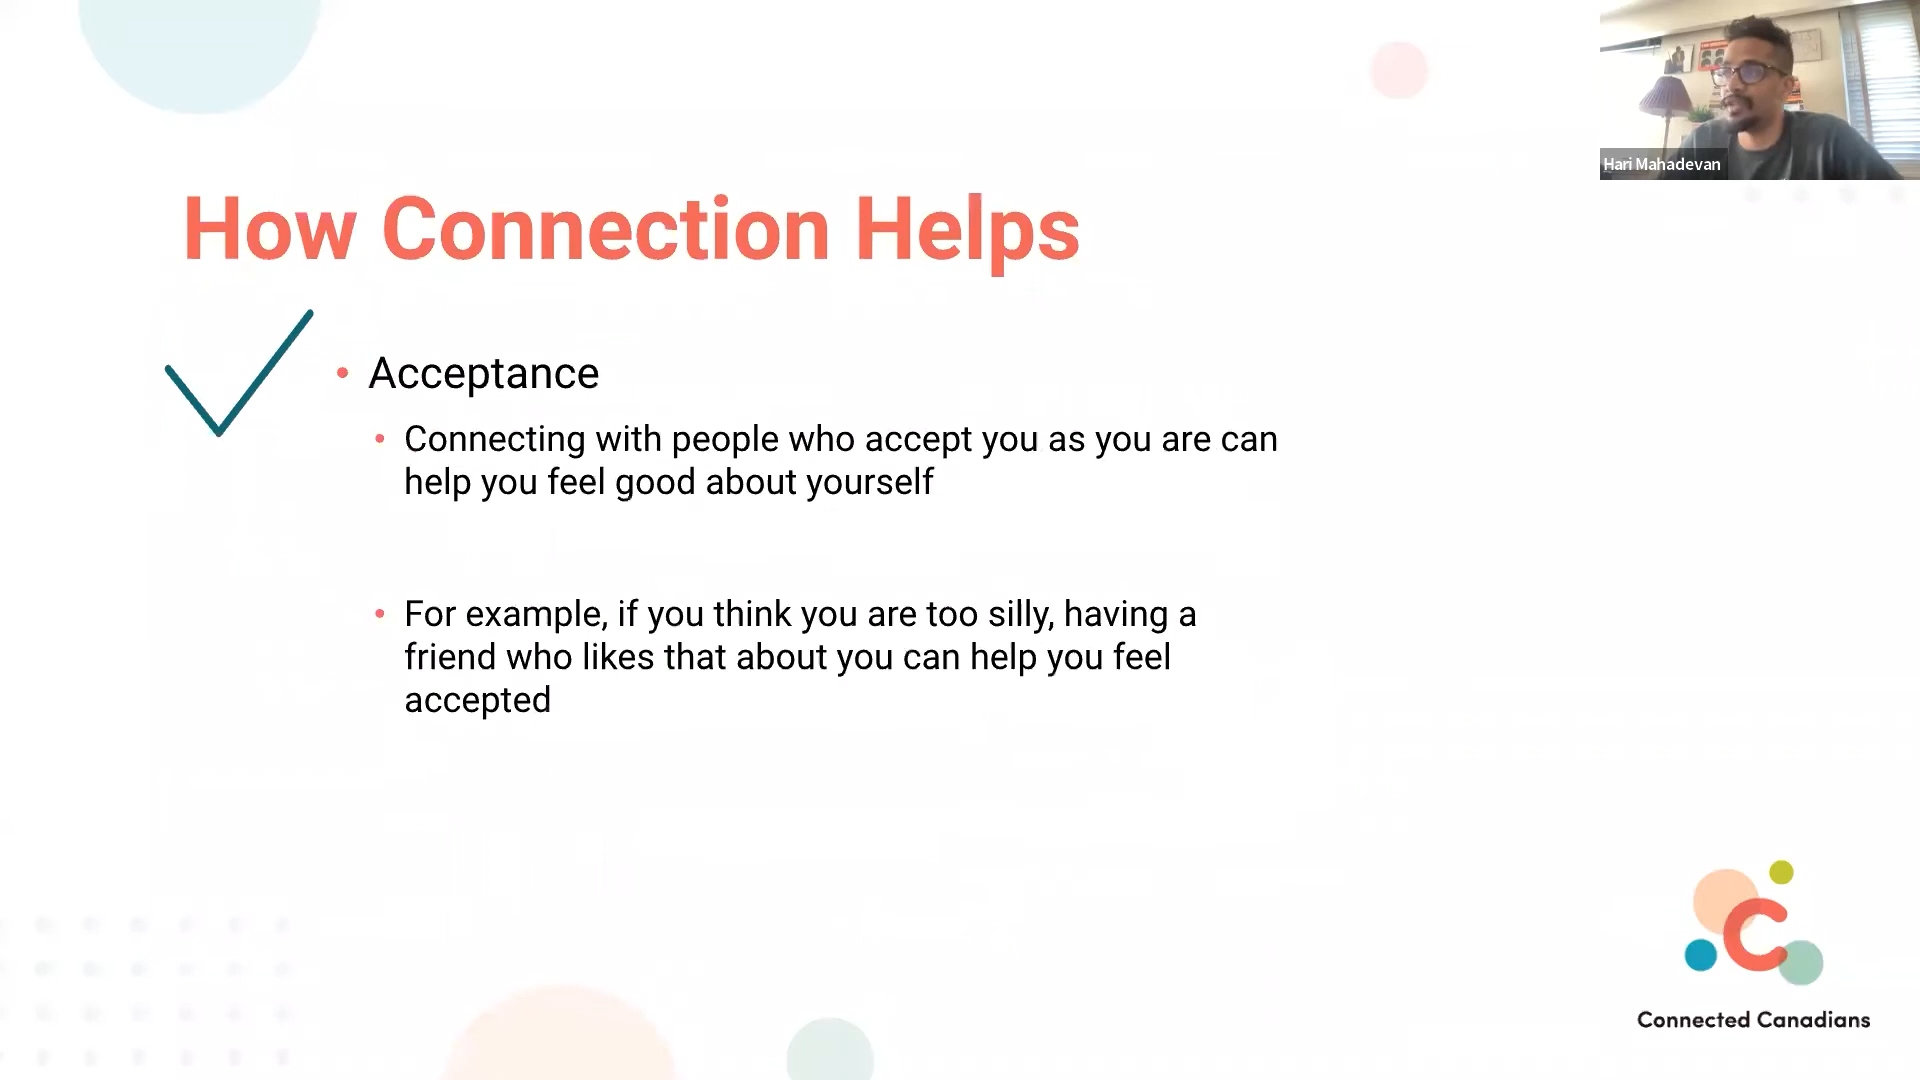 How Connection Helps
Acceptance
Connecting with people who accept you as you are can
help you feel good about yourself
For example, if you think you are too silly, having a
friend who likes that about you can help you feel
accepted
Hari Mahadevan
Connected Canadians